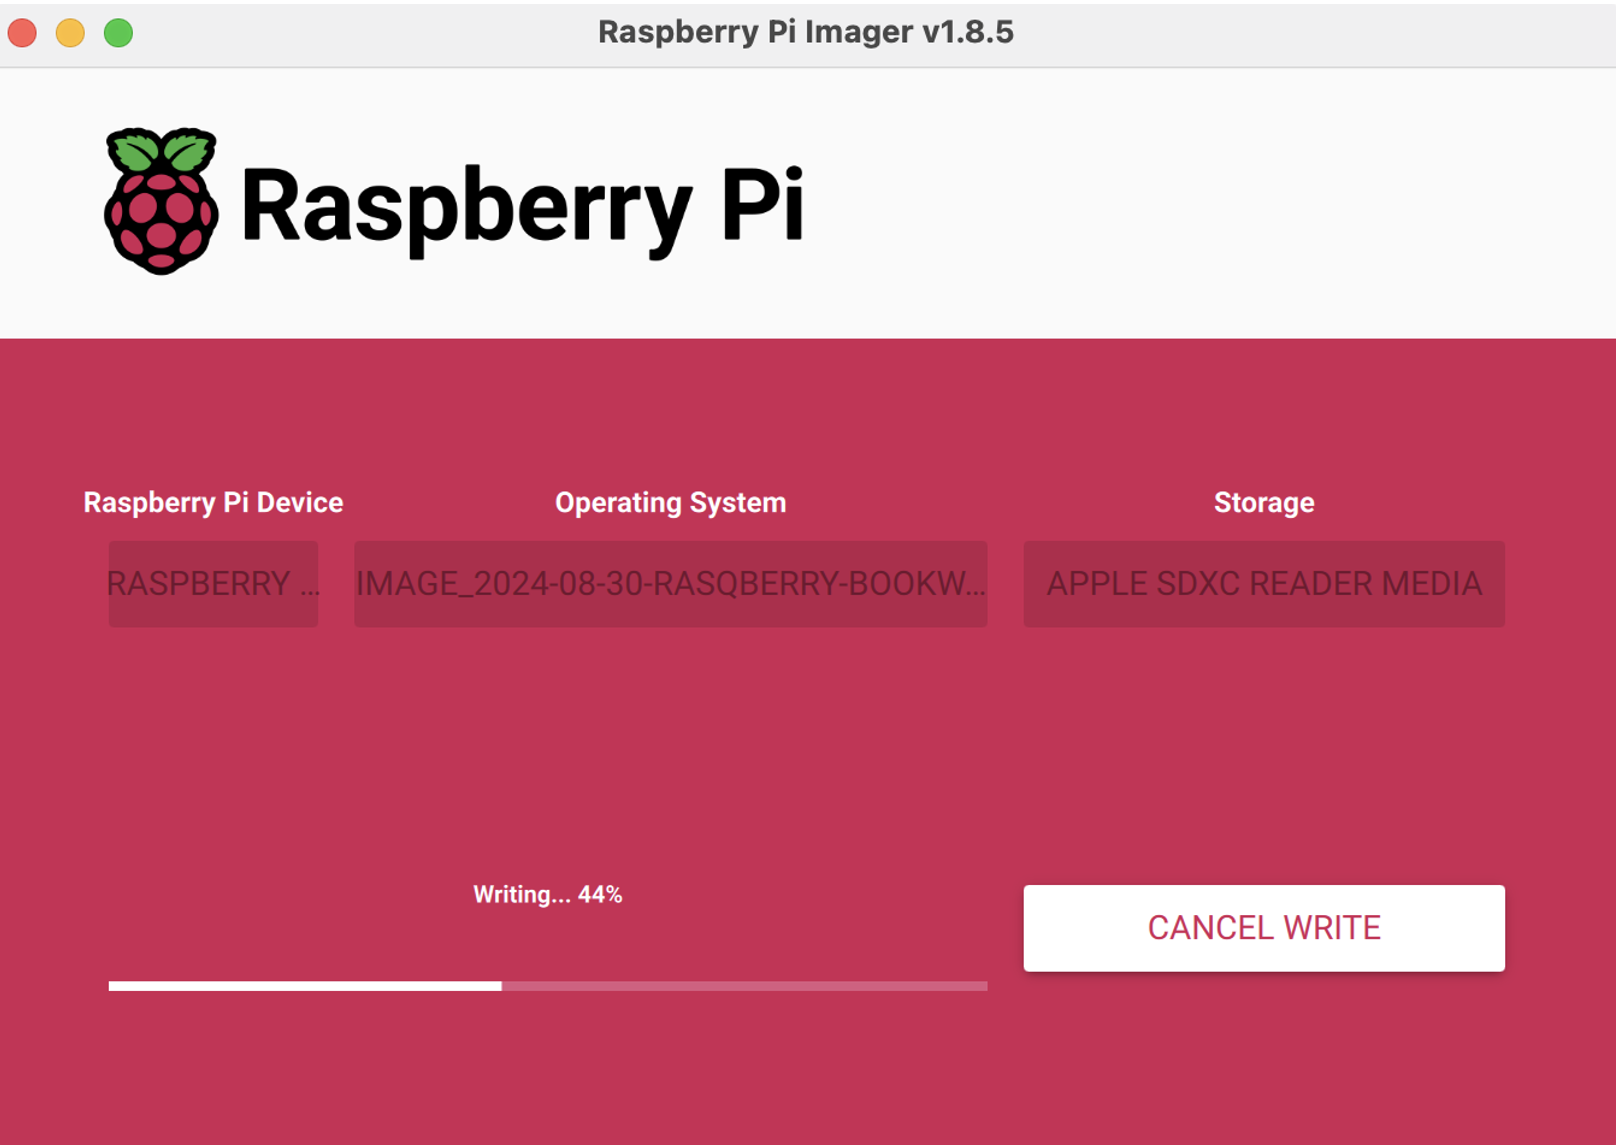 Raspberry Pi Imager v1.8.5
Raspberry Pi
Raspberry Pi Device
Operating System
Storage
RASPBERRY ...
IMAGE_2024-08-30-RASQBERRY-BOOKW...
APPLE SDXC READER MEDIA
Writing... 44%
CANCEL WRITE